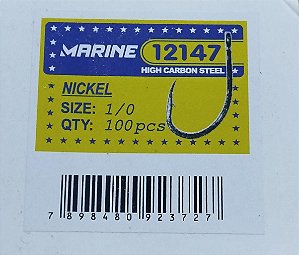 MARINE 12147
HIGH CARBON STEEL
NICKEL
SIZE: 1/0
QTY: 100pcs
7 898480 923727